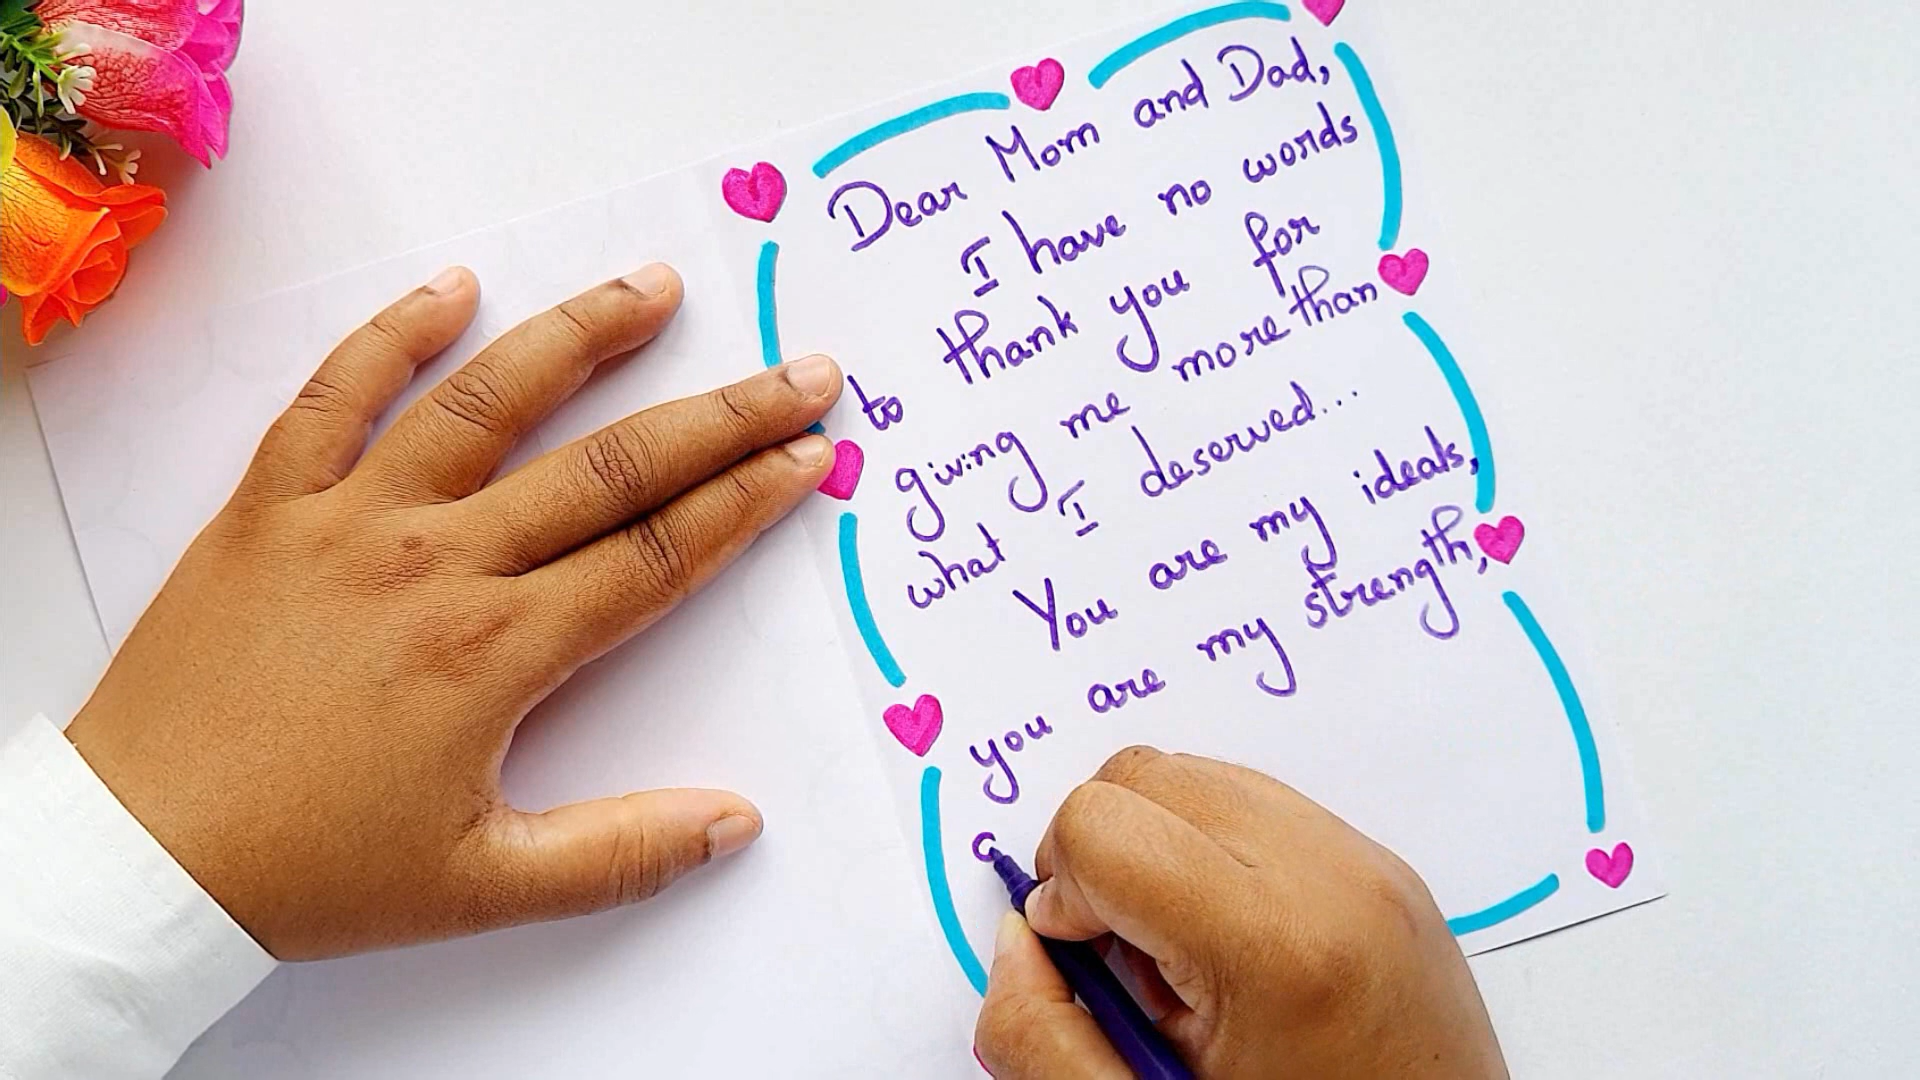 Dear Mom and Dad,
I have no words
to thank you for
giving me more than
what I deserved...
You are my ideals,
you are my strength,